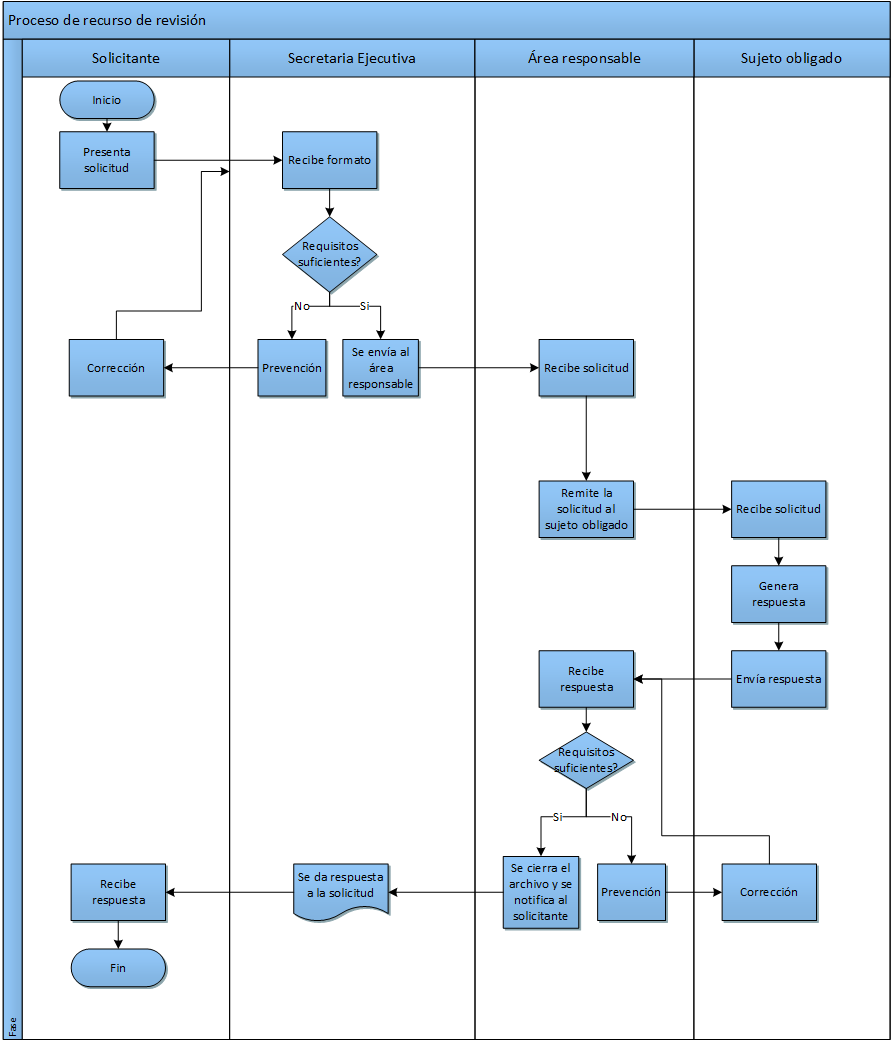 Proceso de recurso de revisión
Solicitante
Secretaria Ejecutiva
Área responsable
Sujeto obligado
Inicio
Presenta
solicitud
Recibe formato
Requisitos
suficientes?
No
Si
Corrección
Prevención
Se envía al
área
responsable
Recibe solicitud
Remite la
solicitud al
sujeto obligado
Recibe solicitud
Genera
respuesta
Envía respuesta
Recibe
respuesta
Requisitos
suficientes?
Si
No
Recibe
respuesta
Se da respuesta
a la solicitud
Se cierra el
archivo y se
notifica al
solicitante
Prevención
Corrección
Fin
Fase